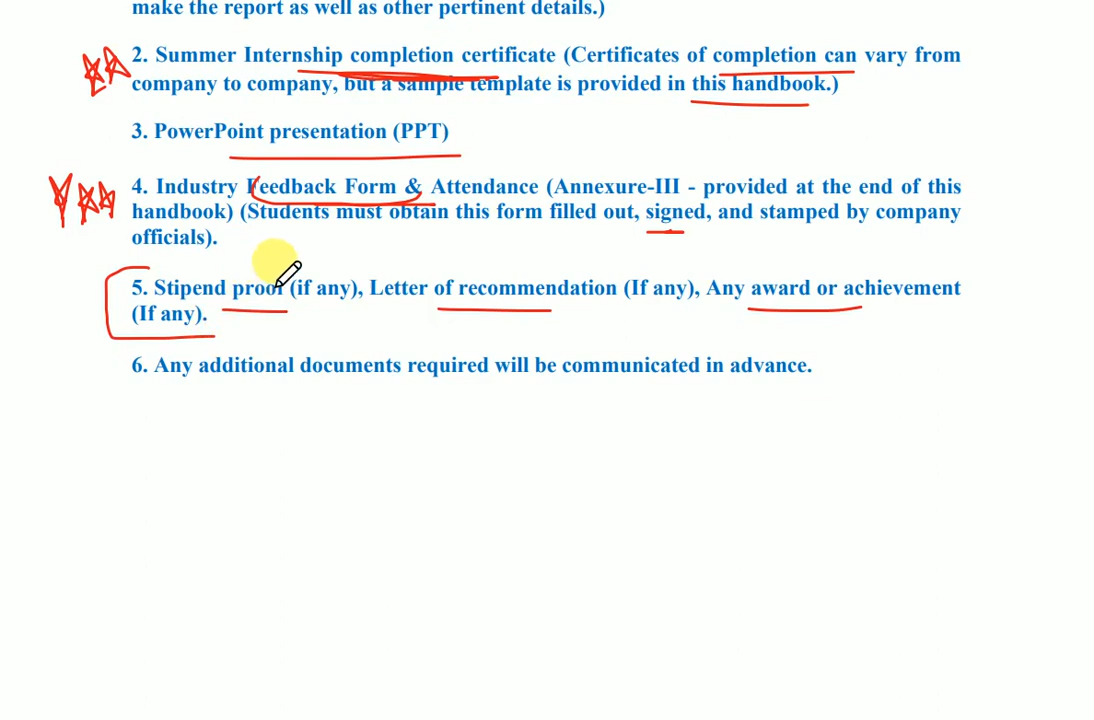 make the report as well as other pertinent details.)
2. Summer Internship completion certificate (Certificates of completion can vary from
company to company, but a sample template is provided in this handbook.)
3. PowerPoint presentation (PPT)
4. Industry Feedback Form & Attendance (Annexure-III - provided at the end of this
handbook) (Students must obtain this form filled out, signed, and stamped by company
officials).
5. Stipend proof (if any), Letter of recommendation (If any), Any award or achievement
(If any).
6. Any additional documents required will be communicated in advance.